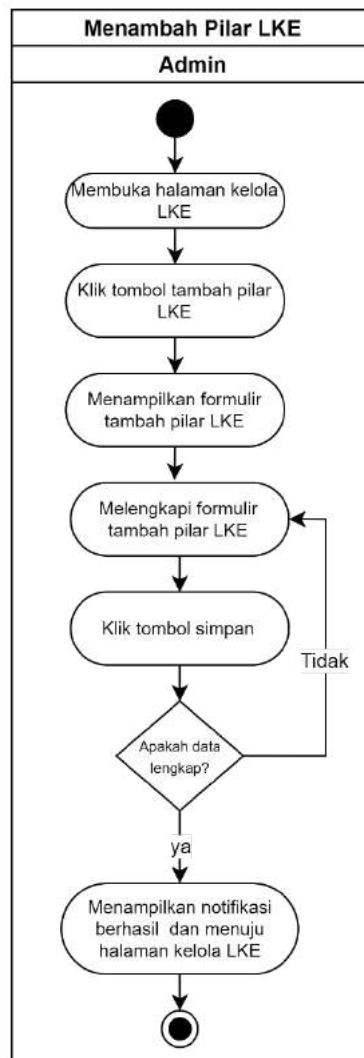 Menambah Pilar LKE
Admin
Membuka halaman kelola
LKE
Klik tombol tambah pilar
LKE
Menampilkan formulir
tambah pilar LKE
Melengkapi formulir
tambah pilar LKE
Klik tombol simpan
Tidak
Apakah data
lengkap?
ya
Menampilkan notifikasi
berhasil dan menuju
halaman kelola LKE